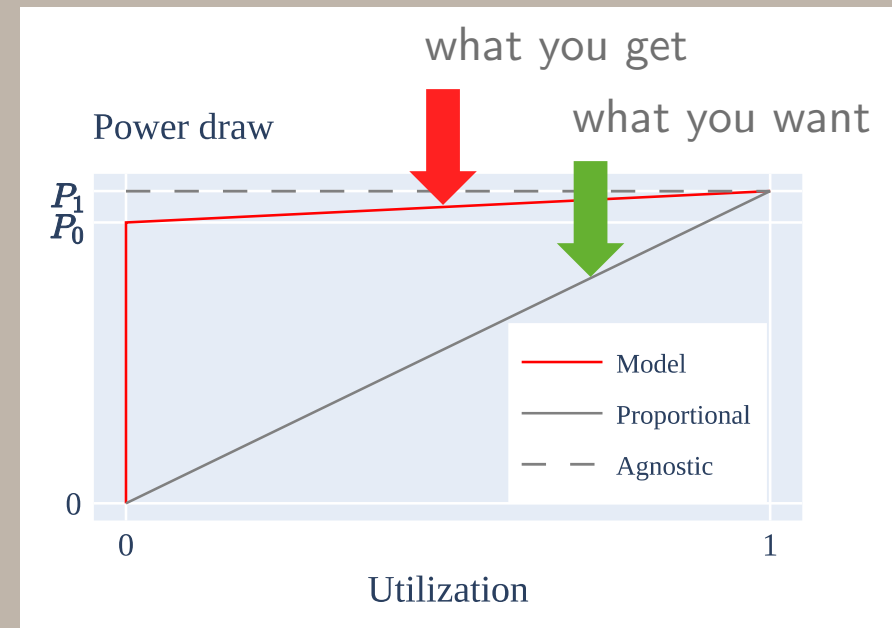 what you get
what you want
Power draw
P₁
P₀
0
0 1
Utilization
Model
Proportional
Agnostic